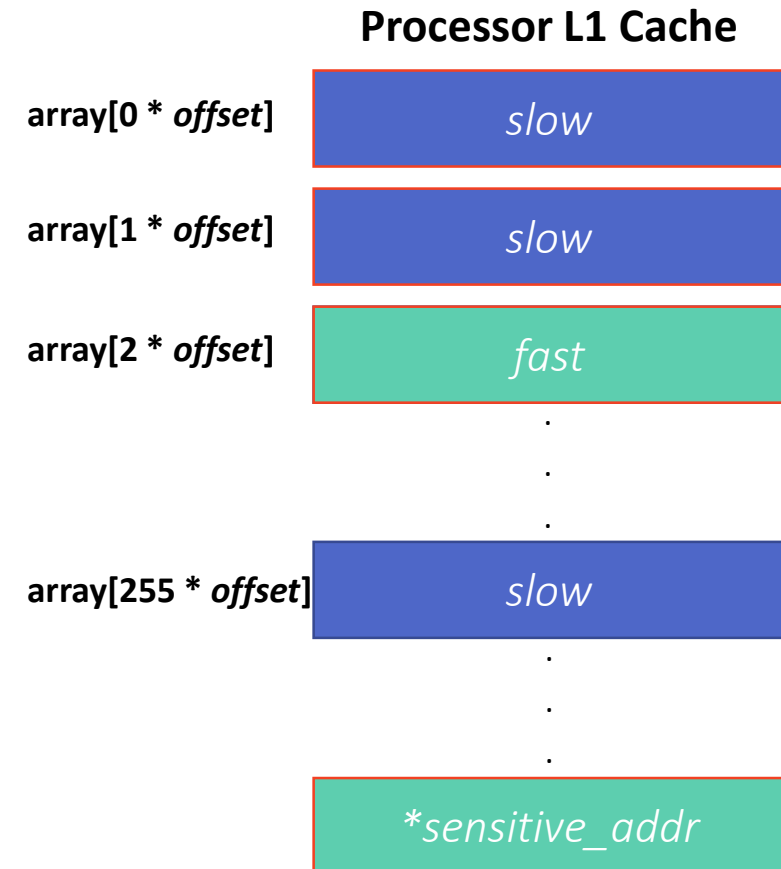 Processor L1 Cache
array[0 * offset] slow
array[1 * offset] slow
array[2 * offset] fast
.
.
.
array[255 * offset] slow
.
.
.
*sensitive_addr